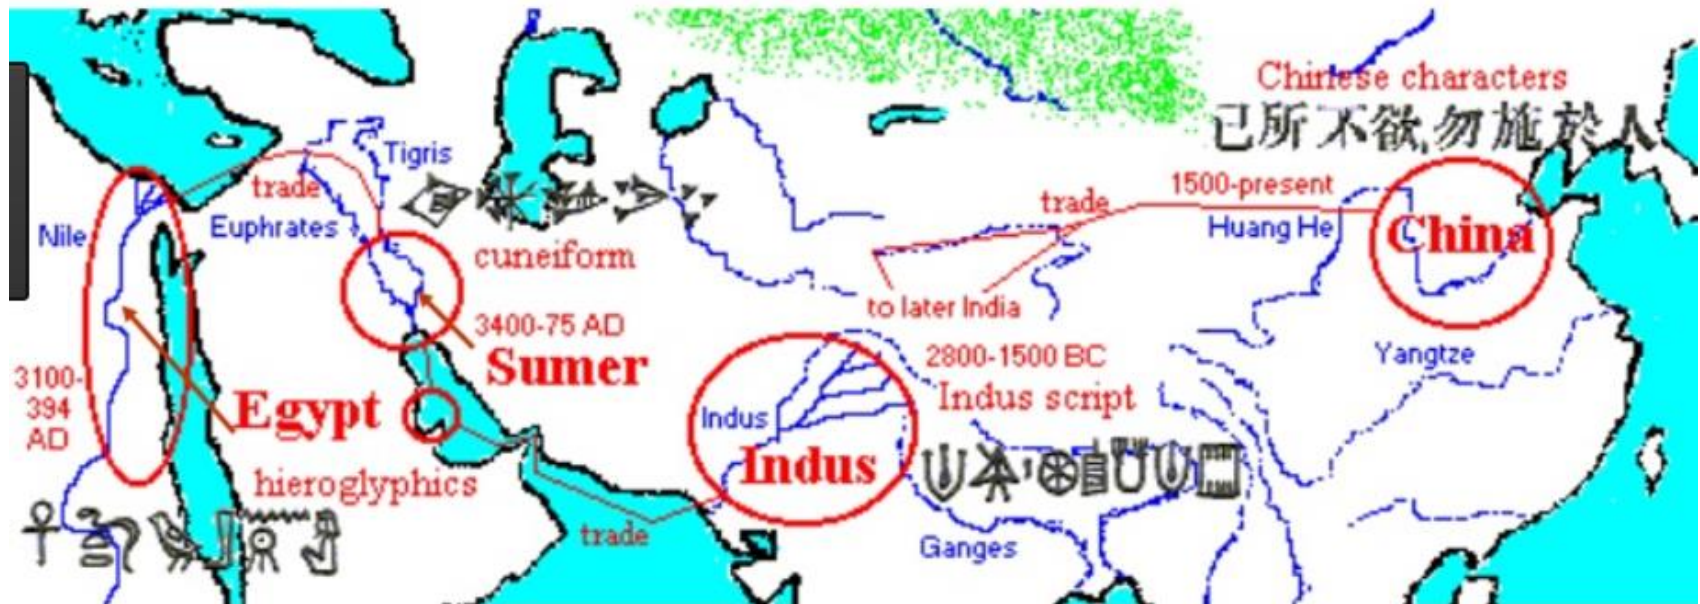 Chinese characters
已所不欲,勿施於人
Tigris
trade
1500-present
trade
Nile
Euphrates
Huang He
China
cuneiform
to later India
3400-75 AD
Sumer
2800-1500 BC
Yangtze
3100-
394
AD
Egypt
Indus
Indus script
Indus
hieroglyphics
trade
Ganges